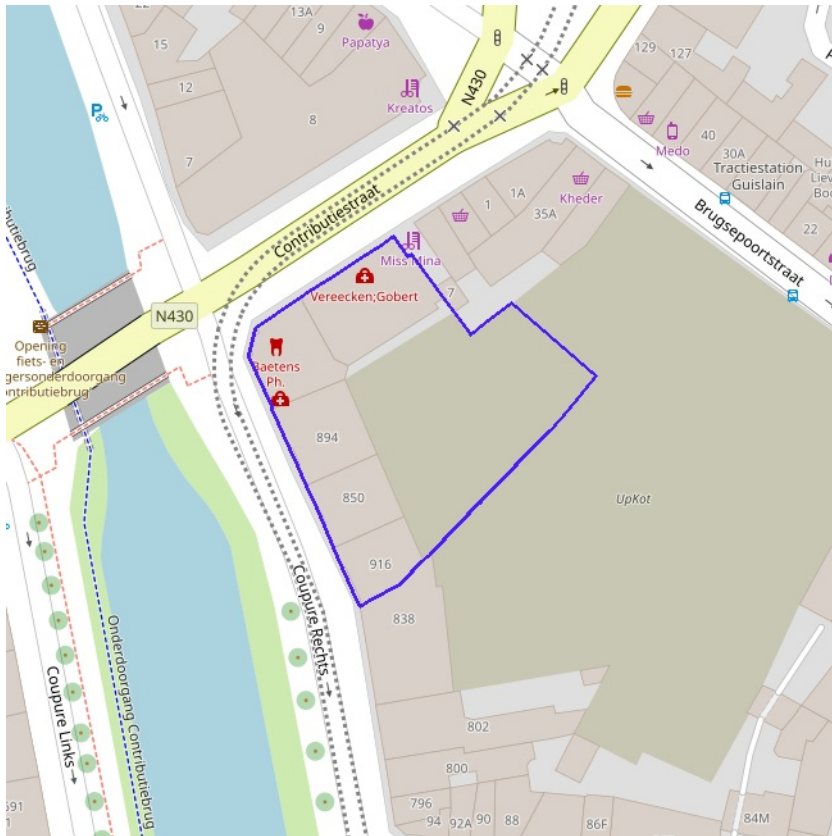 13A
9
15
Papatya
12
Kreatos
8
7
N430
129
127
Medo
40
30A
Tractiestation
Guislain
22
Brugsepoortstraat
Kheder
1A
1
35A
Contributiestraat
Miss Mina
7
Vereecken;Gobert
N430
Baetens
Ph.
Opening
fiets- en
gersonderdoorgang
ontributiebrug
894
850
916
838
UpKot
Coupure Rechts
Onderdoorgang Contributiebrug
Coupure Links
802
800
796
94
92A
90
88
86F
84M